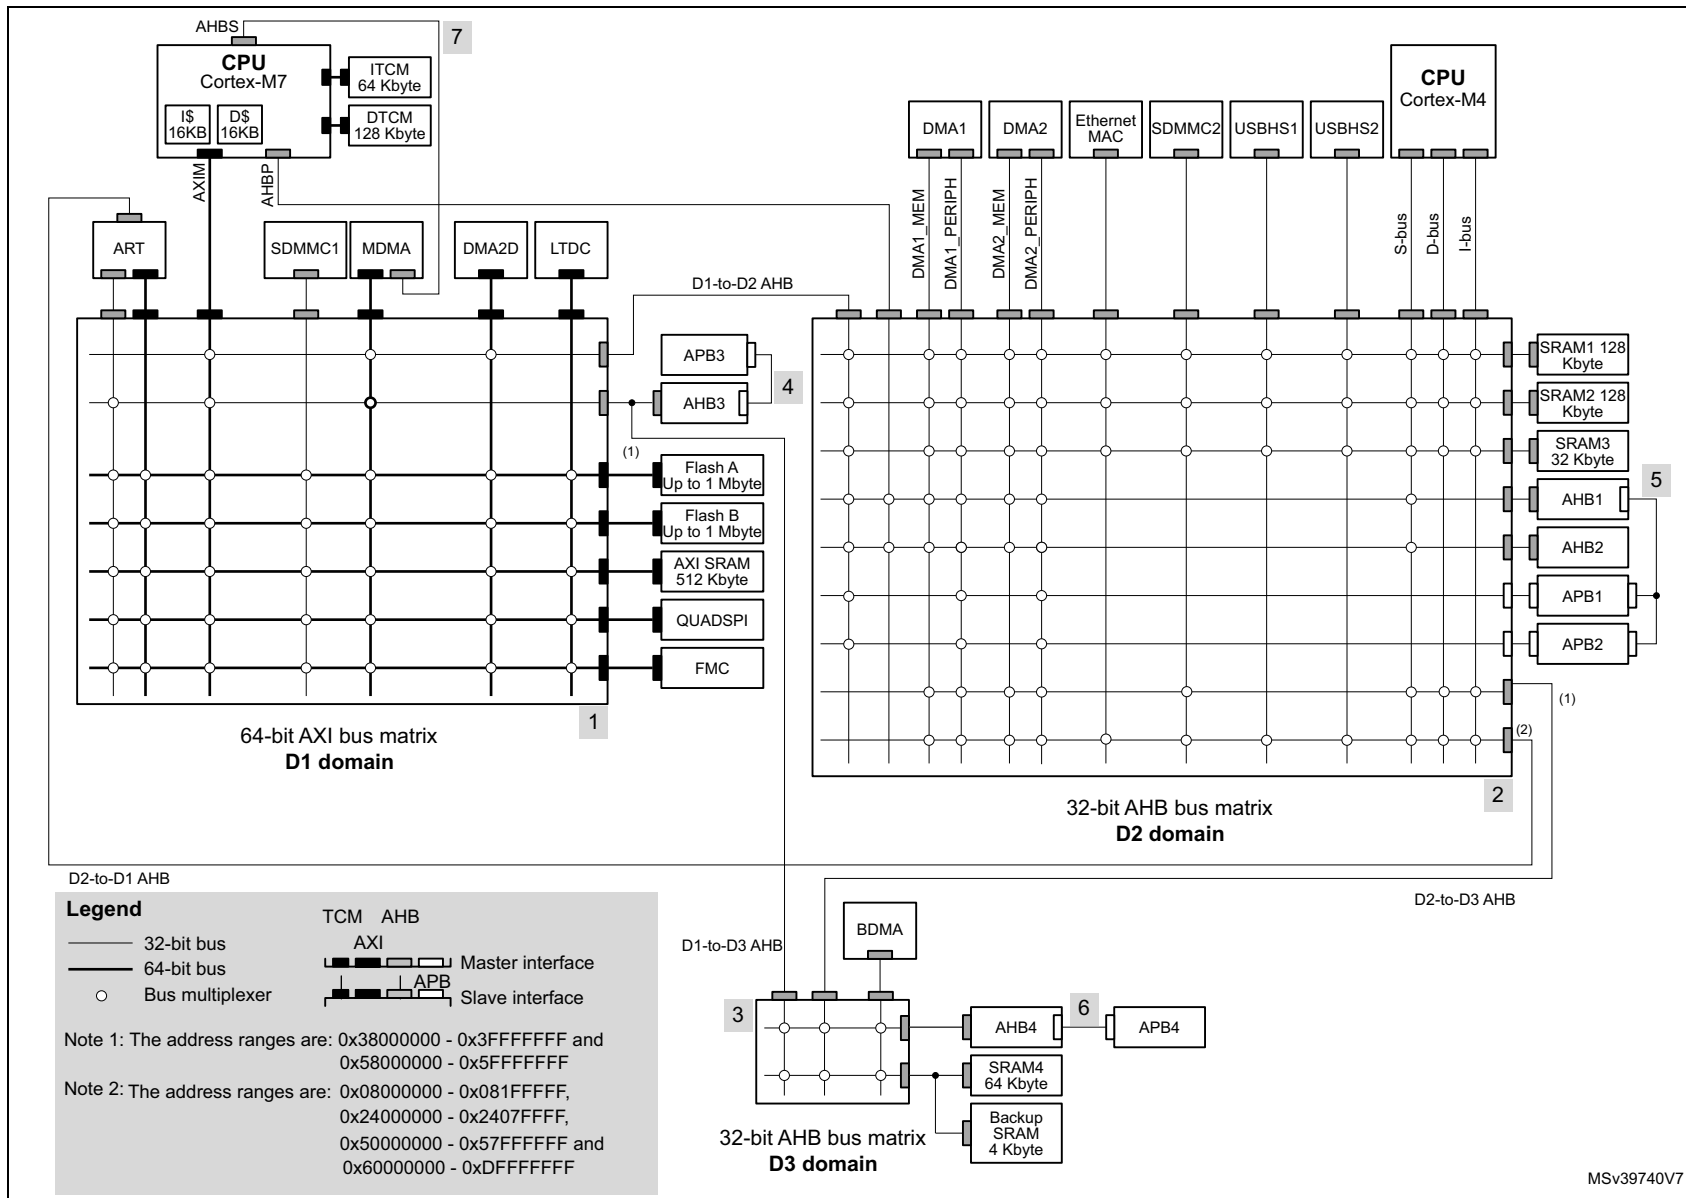 AHBS
7
CPU
Cortex-M7
I$
16KB
D$
16KB
ITCM
64 Kbyte
DTCM
128 Kbyte
AXIM
AHBP
CPU
Cortex-M4
DMA1
DMA2
Ethernet
MAC
SDMMC2
USBHS1
USBHS2
DMA1_MEM
DMA1_PERIPH
DMA2_MEM
DMA2_PERIPH
S-bus
D-bus
I-bus
ART
SDMMC1
MDMA
DMA2D
LTDC
D1-to-D2 AHB
APB3
AHB3
4
(1)
Flash A
Up to 1 Mbyte
Flash B
Up to 1 Mbyte
AXI SRAM
512 Kbyte
QUADSPI
FMC
1
64-bit AXI bus matrix
D1 domain
SRAM1 128
Kbyte
SRAM2 128
Kbyte
SRAM3
32 Kbyte
5
AHB1
AHB2
APB1
APB2
(1)
(2)
2
32-bit AHB bus matrix
D2 domain
D2-to-D1 AHB
D2-to-D3 AHB
D1-to-D3 AHB
BDMA
3
AHB4
6
APB4
SRAM4
64 Kbyte
Backup
SRAM
4 Kbyte
32-bit AHB bus matrix
D3 domain
Legend
32-bit bus
64-bit bus
Bus multiplexer
TCM AHB
AXI
Master interface
APB
Slave interface
Note 1: The address ranges are: 0x38000000 - 0x3FFFFFFF and
0x58000000 - 0x5FFFFFFF
Note 2: The address ranges are: 0x08000000 - 0x081FFFFF,
0x24000000 - 0x2407FFFF,
0x50000000 - 0x57FFFFFF and
0x60000000 - 0xDFFFFFFF
MSv39740V7